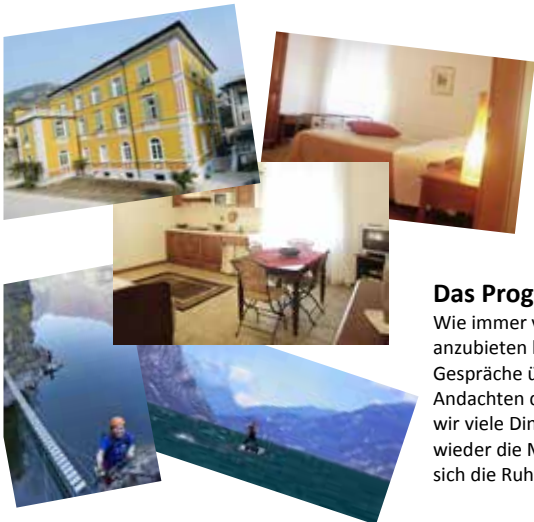 Das Prog
Wie immer v
anzubieten
Gespräche ü
Andachten
wir viele Din
wieder die M
sich die Ruh